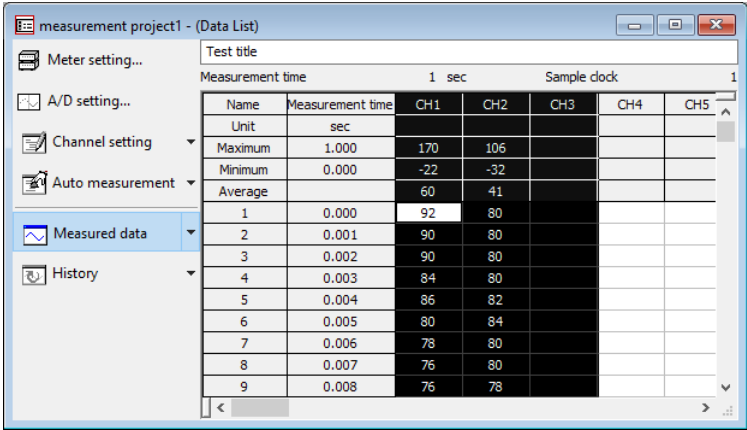 measurement project1 - (Data List)
Meter setting...
A/D setting...
Channel setting
Auto measurement
Measured data
History
Test title
Measurement time 1 sec Sample clock 1
Name Measurement time CH1 CH2 CH3 CH4 CH5
Unit sec
Maximum 1.000 170 106
Minimum 0.000 -22 -32
Average 60 41
1 0.000 92 80
2 0.001 90 80
3 0.002 90 80
4 0.003 84 80
5 0.004 86 82
6 0.005 80 84
7 0.006 78 80
8 0.007 76 80
9 0.008 76 78